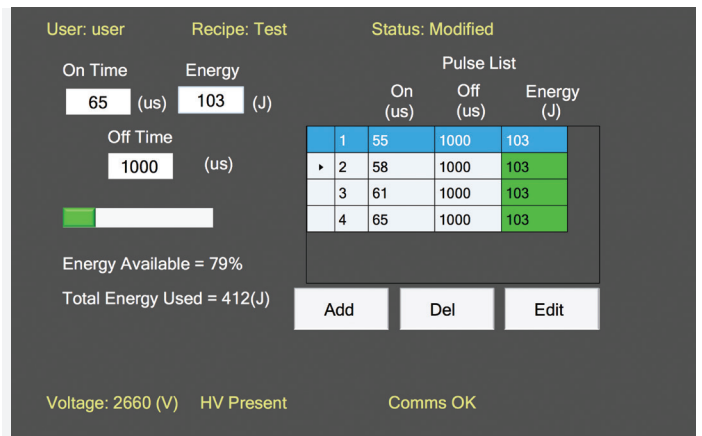 User: user Recipe: Test Status: Modified
On Time Energy Pulse List
65 (us) 103 (J)
On (us) Off (us) Energy (J)
Off Time
1000 (us)
1 55 1000 103
2 58 1000 103
3 61 1000 103
4 65 1000 103
Energy Available = 79%
Total Energy Used = 412(J)
Add Del Edit
Voltage: 2660 (V) HV Present Comms OK